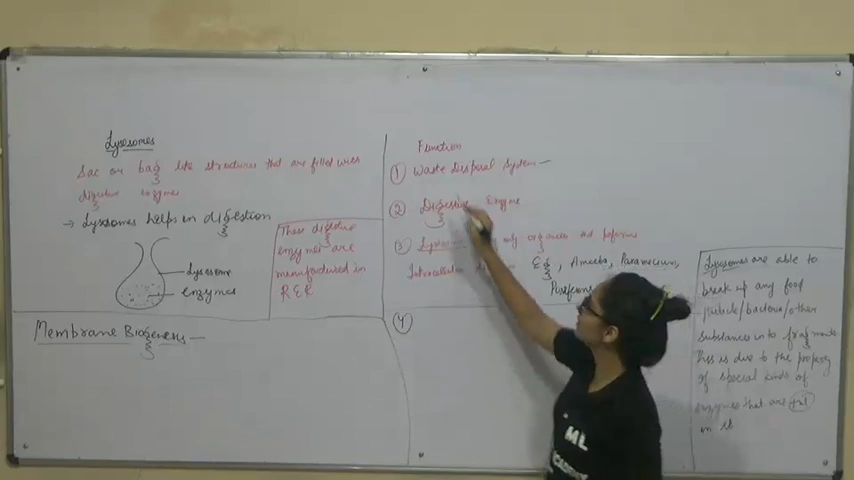 Lysosomes
Sac or bag like structures that are filled with
digestive enzymes
→ Lysosomes helps in digestion
Lysosome
enzymes
These digestive
enzymes are
manufactured in
RER
Membrane Biogenesis —
Function
① Waste Disposal System —
② Digestive Enzyme
③ organelles
Intracellular Eg, Amoeba, Paramecium,
④
Lysosomes are able to
break up any food
particle/bacteria/other
substances into fragments
This is due to the property
of special kinds of
enzymes that are
in it
ML